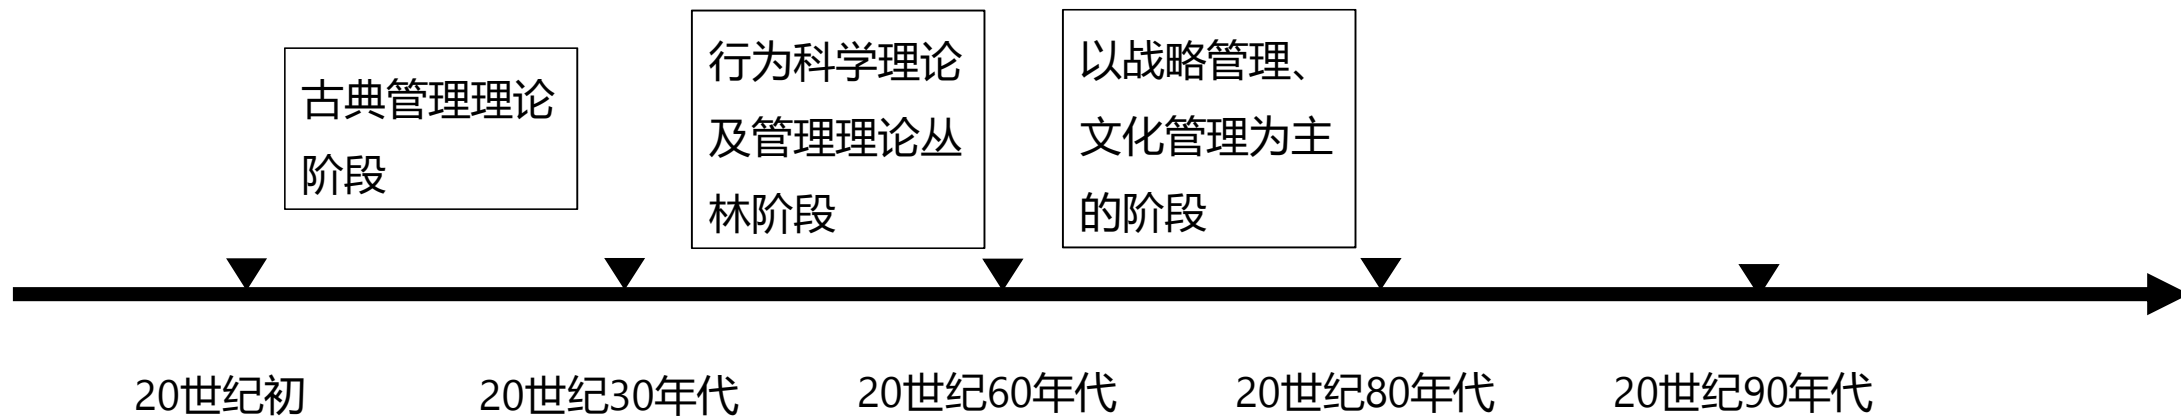 古典管理理论
阶段
行为科学理论
及管理理论丛
林阶段
以战略管理、
文化管理为主
的阶段
20世纪初
20世纪30年代
20世纪60年代
20世纪80年代
20世纪90年代